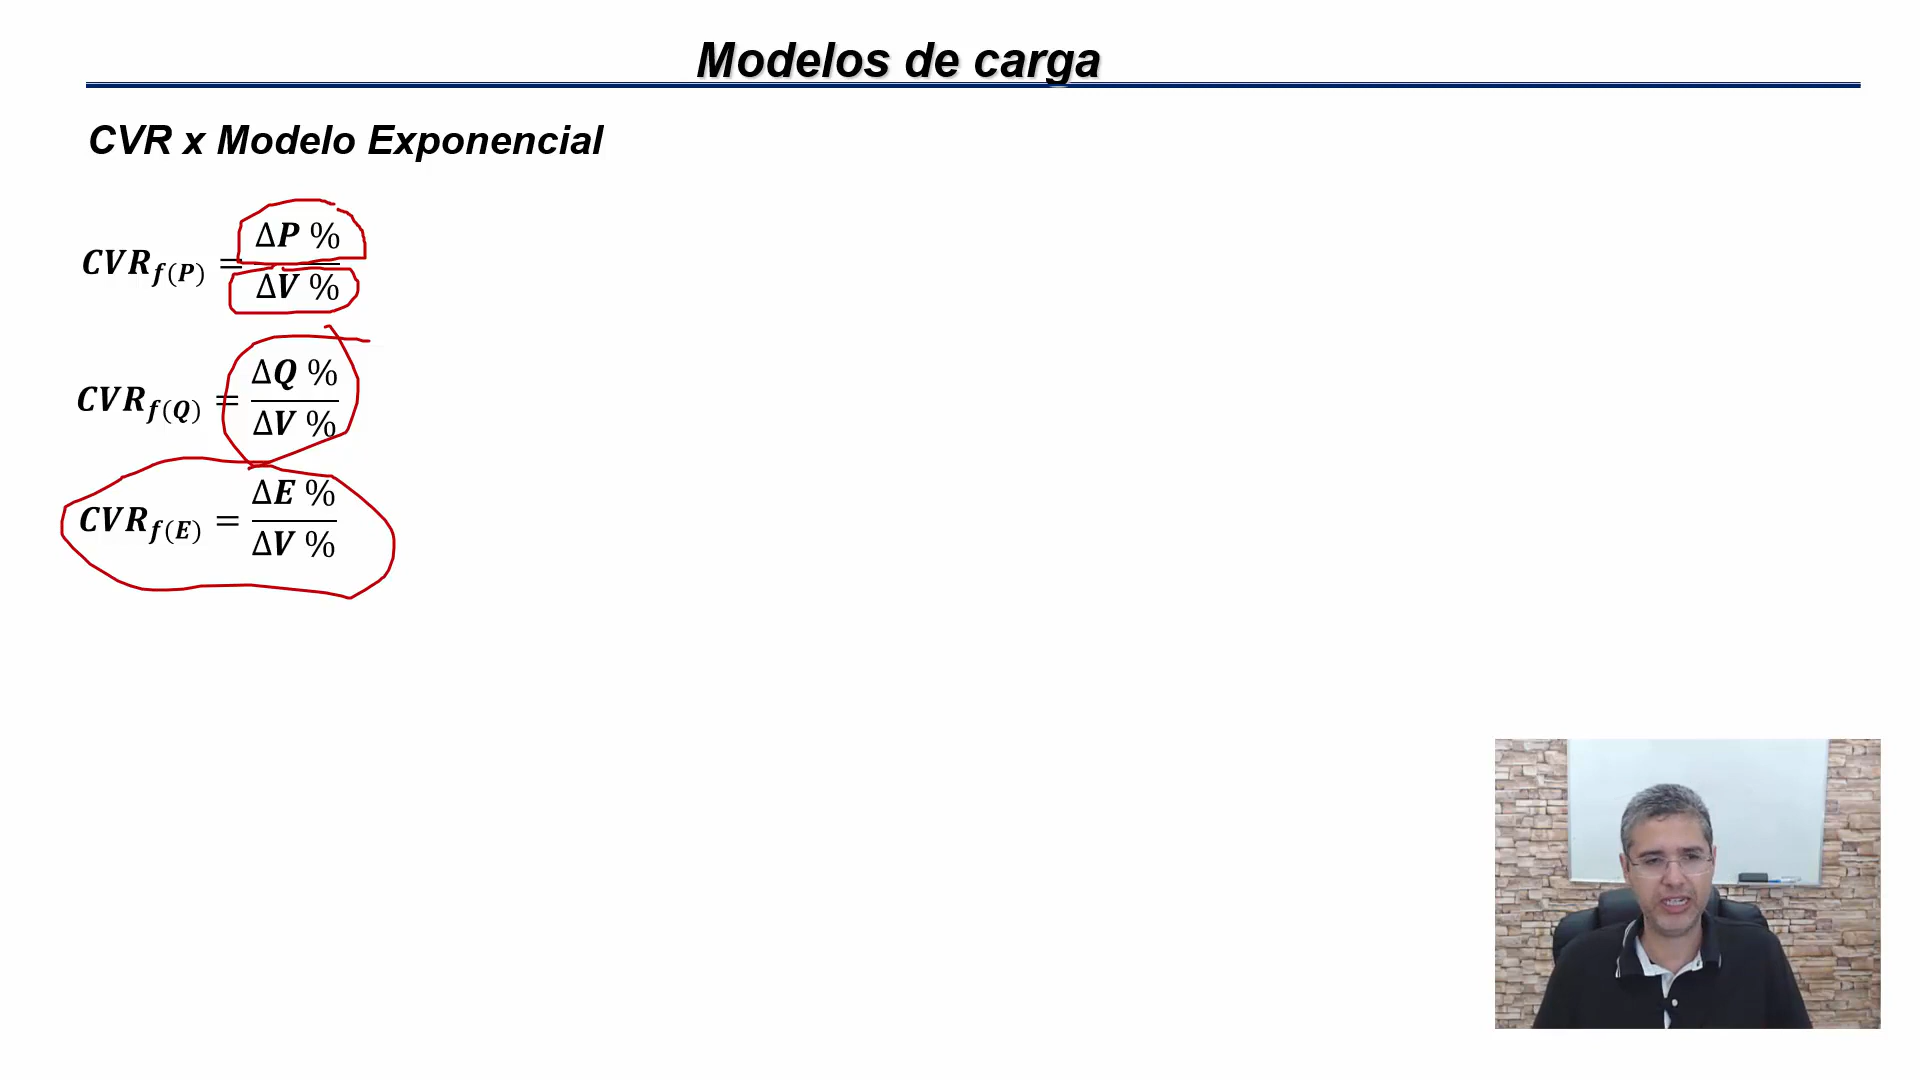 Modelos de carga
CVR x Modelo Exponencial
CVR_f(P) = ΔP % / ΔV %
CVR_f(Q) = ΔQ % / ΔV %
CVR_f(E) = ΔE % / ΔV %